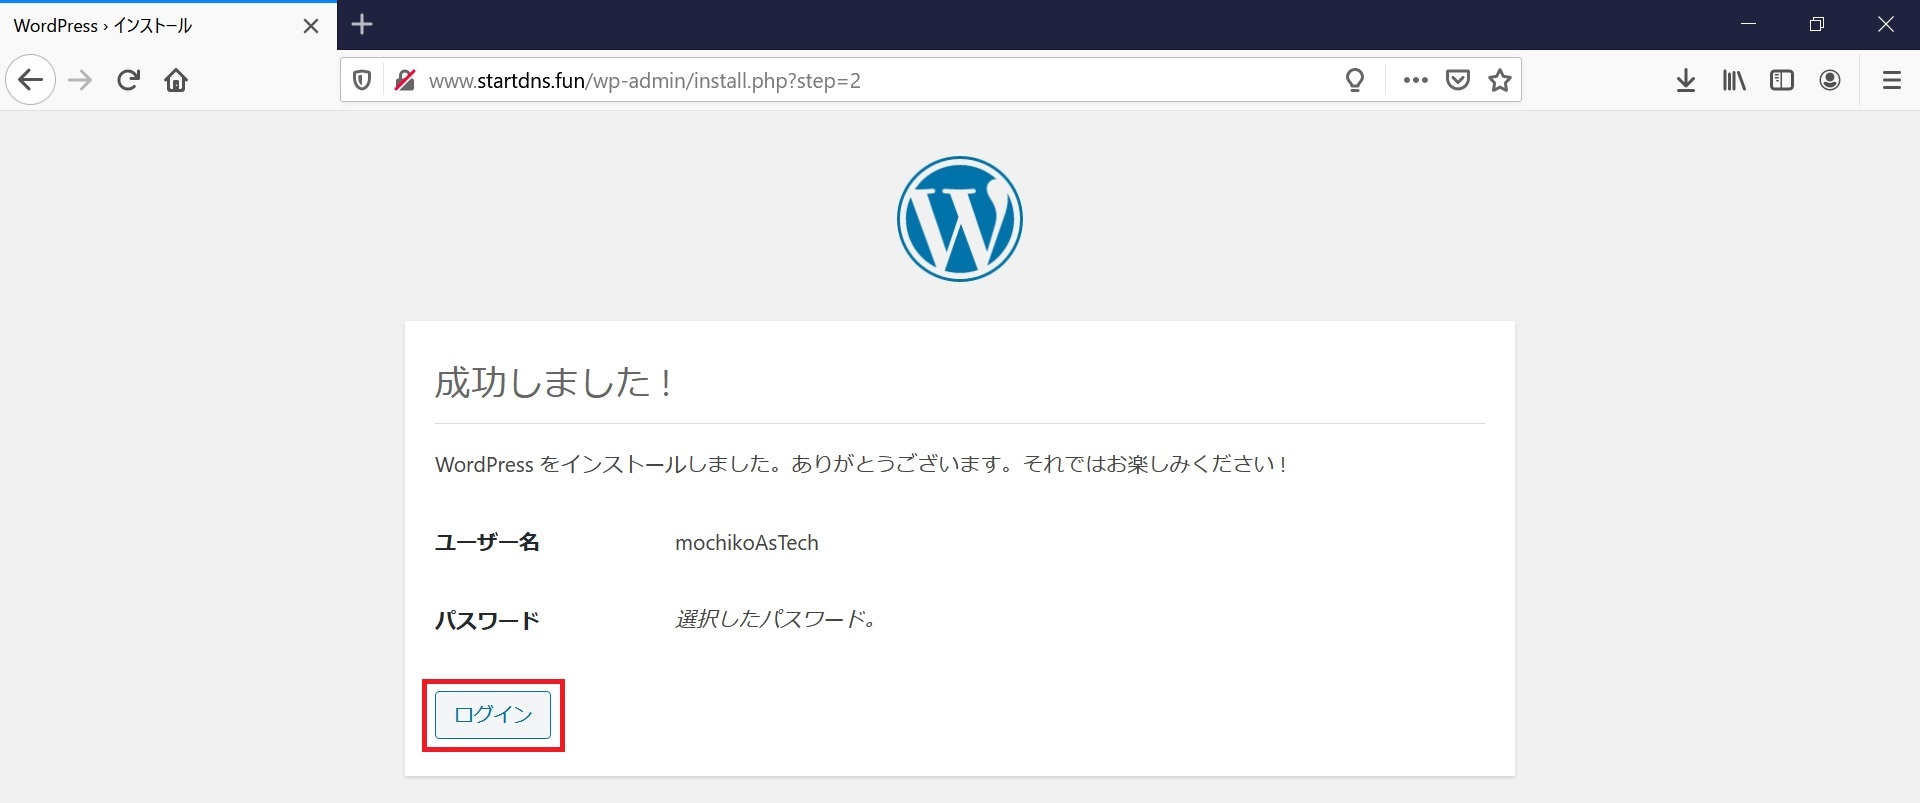 WordPress › インストール
www.startdns.fun/wp-admin/install.php?step=2
成功しました !
WordPress をインストールしました。ありがとうございます。それではお楽しみください !
ユーザー名 mochikoAsTech
パスワード 選択したパスワード。
ログイン